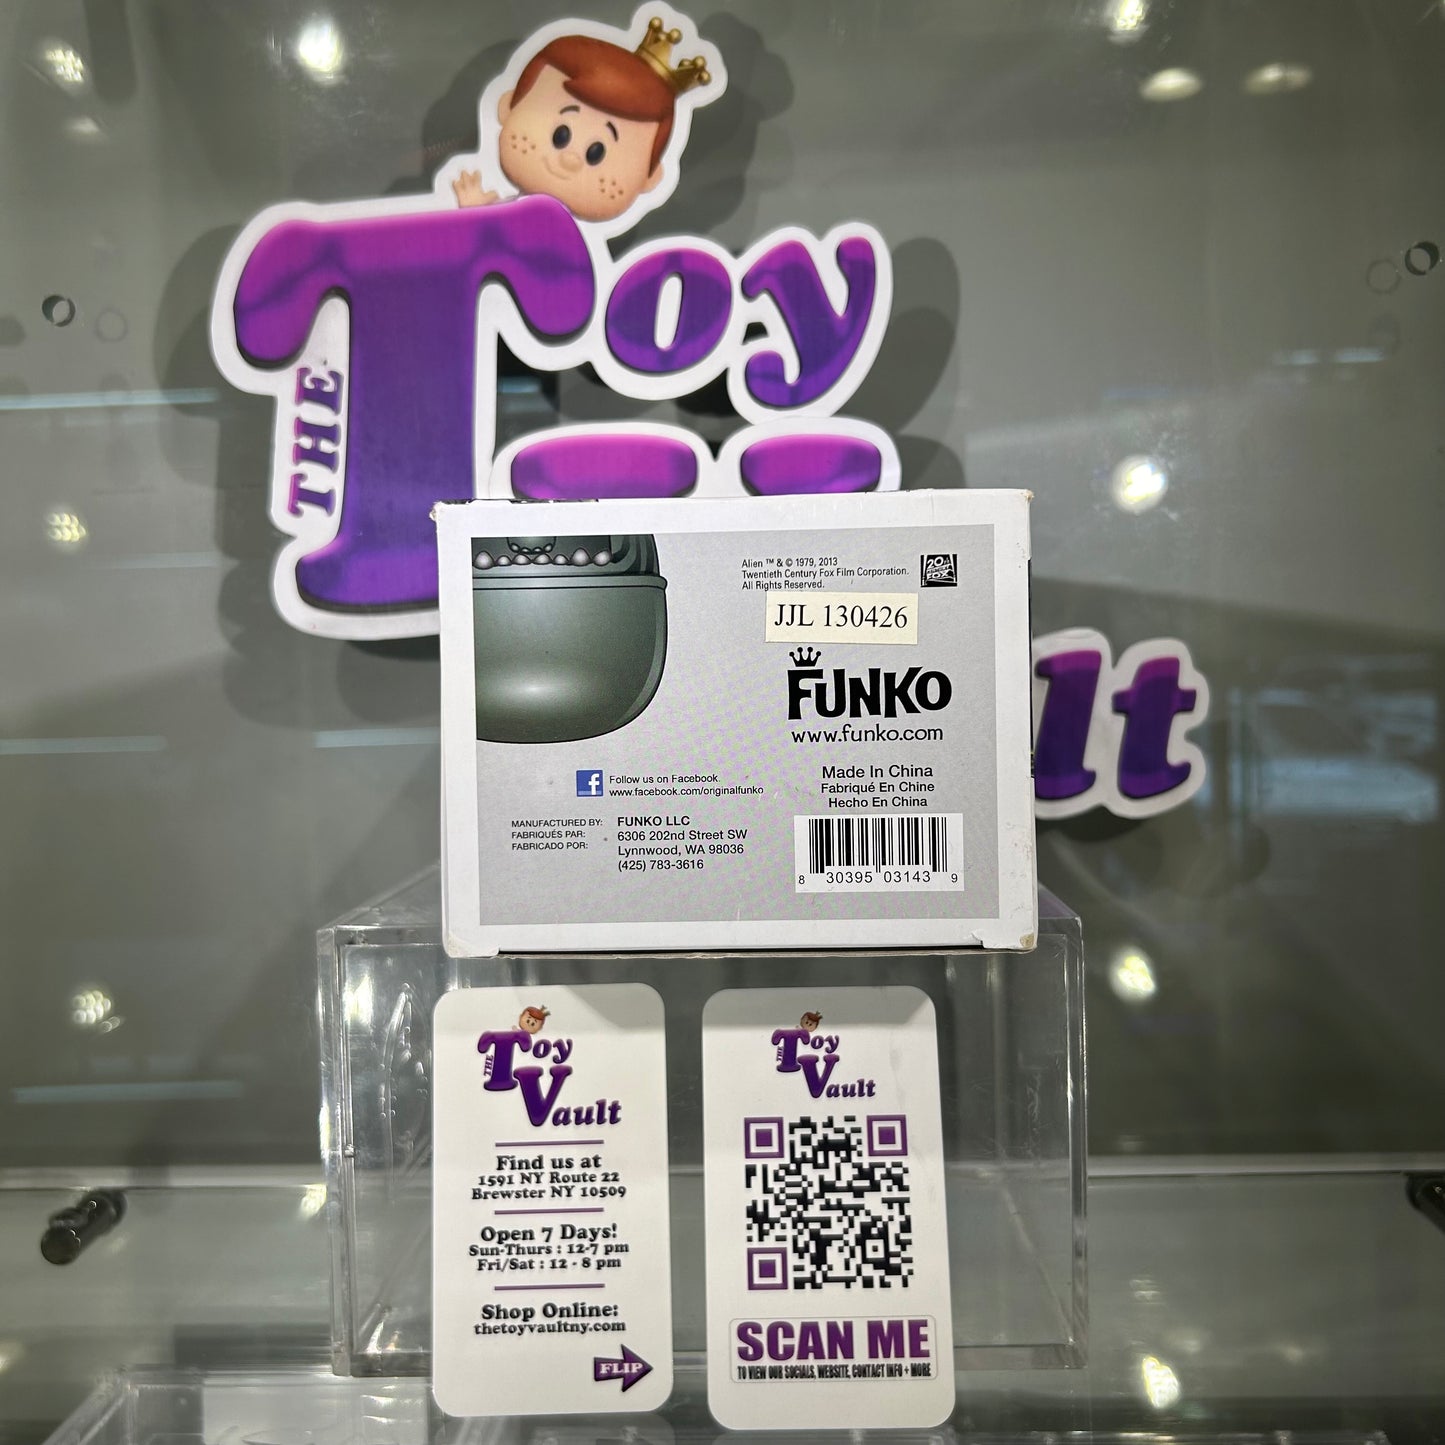 THE Toy
lt
Alien ™ & © 1979, 2013
Twentieth Century Fox Film Corporation.
All Rights Reserved.
20th
CENTURY
FOX
JJL 130426
FUNKO
www.funko.com
f Follow us on Facebook.
www.facebook.com/originalfunko
Made In China
Fabriqué En Chine
Hecho En China
MANUFACTURED BY:
FABRIQUÉS PAR:
FABRICADO POR:
FUNKO LLC
6306 202nd Street SW
Lynnwood, WA 98036
(425) 783-3616
8 30395 03143 9
THE Toy
Vault
Find us at
1591 NY Route 22
Brewster NY 10509
Open 7 Days!
Sun-Thurs : 12-7 pm
Fri/Sat : 12 - 8 pm
Shop Online:
thetoyvaultny.com
FLIP
THE Toy
Vault
SCAN ME
TO VIEW OUR SOCIALS, WEBSITE, CONTACT INFO + MORE